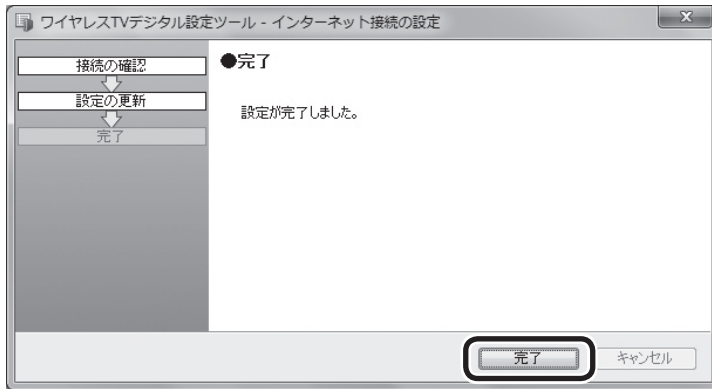 ワイヤレスTVデジタル設定ツール - インターネット接続の設定
接続の確認
設定の更新
完了
●完了
設定が完了しました。
完了
キャンセル